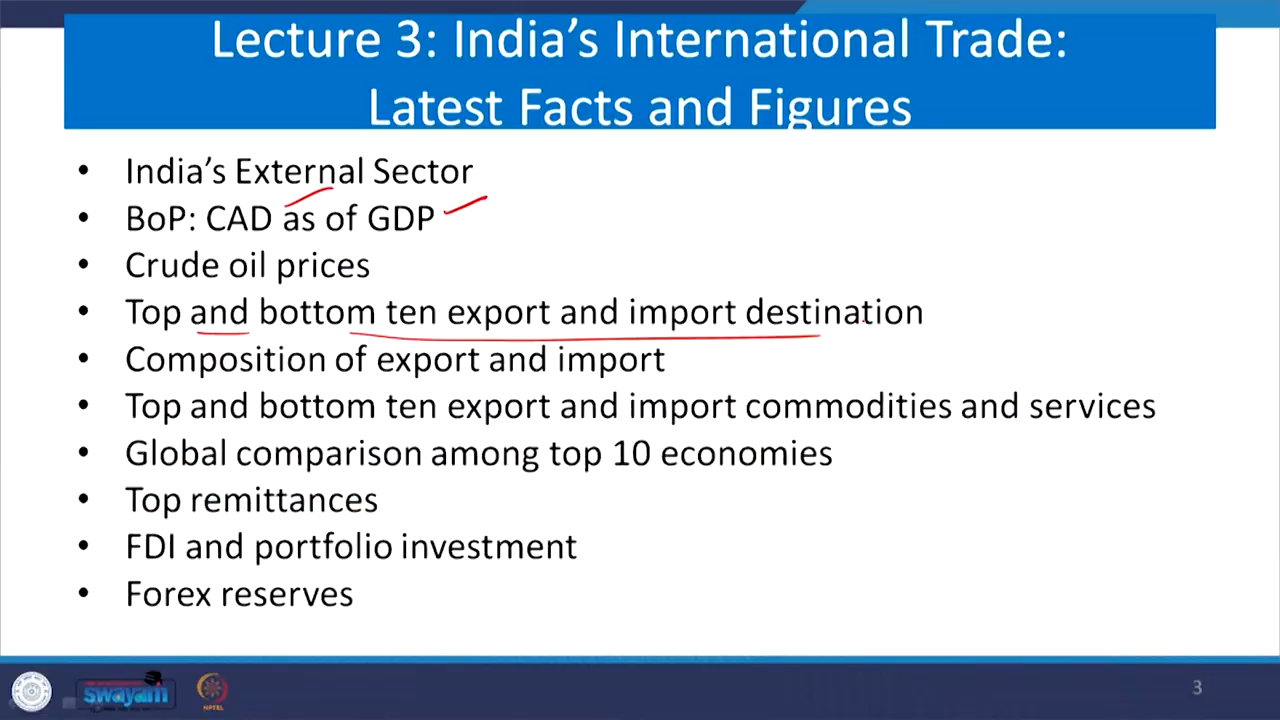 Lecture 3: India’s International Trade:
Latest Facts and Figures
• India’s External Sector
• BoP: CAD as of GDP
• Crude oil prices
• Top and bottom ten export and import destination
• Composition of export and import
• Top and bottom ten export and import commodities and services
• Global comparison among top 10 economies
• Top remittances
• FDI and portfolio investment
• Forex reserves
swayam
NPTEL
3